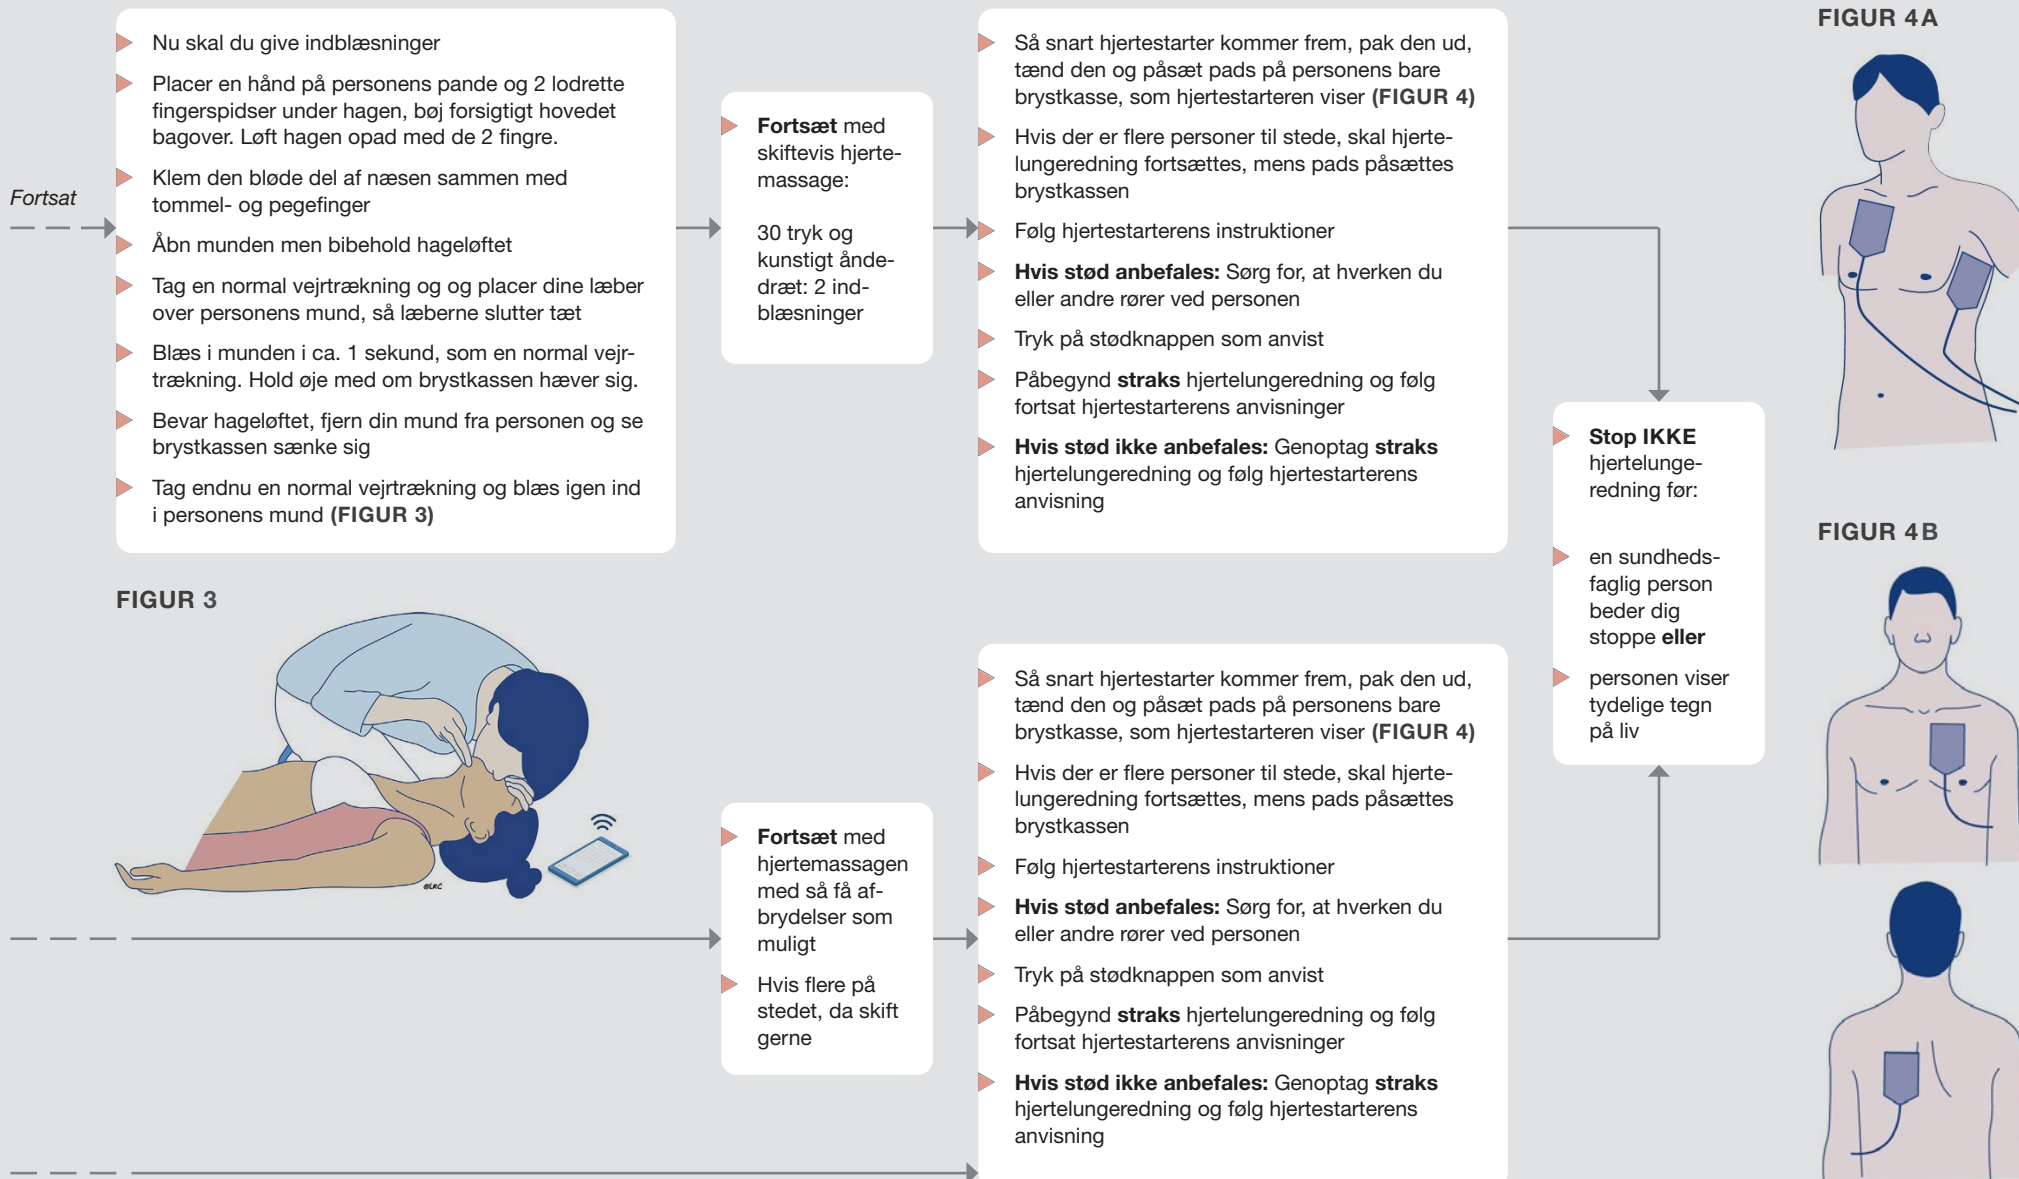 Fortsat
Nu skal du give indblæsninger
Placer en hånd på personens pande og 2 lodrette
fingerspidser under hagen, bøj forsigtigt hovedet
bagover. Løft hagen opad med de 2 fingre.
Klem den bløde del af næsen sammen med
tommel- og pegefinger
Åbn munden men bibehold hageløftet
Tag en normal vejrtrækning og og placer dine læber
over personens mund, så læberne slutter tæt
Blæs i munden i ca. 1 sekund, som en normal vejr-
trækning. Hold øje med om brystkassen hæver sig.
Bevar hageløftet, fjern din mund fra personen og se
brystkassen sænke sig
Tag endnu en normal vejrtrækning og blæs igen ind
i personens mund (FIGUR 3)
Fortsæt med
skiftevis hjerte-
massage:
30 tryk og
kunstigt ånde-
dræt: 2 ind-
blæsninger
Så snart hjertestarter kommer frem, pak den ud,
tænd den og påsæt pads på personens bare
brystkasse, som hjertestarteren viser (FIGUR 4)
Hvis der er flere personer til stede, skal hjerte-
lungeredning fortsættes, mens pads påsættes
brystkassen
Følg hjertestarterens instruktioner
Hvis stød anbefales: Sørg for, at hverken du
eller andre rører ved personen
Tryk på stødknappen som anvist
Påbegynd straks hjertelungeredning og følg
fortsat hjertestarterens anvisninger
Hvis stød ikke anbefales: Genoptag straks
hjertelungeredning og følg hjertestarterens
anvisning
FIGUR 3
©LKC
Fortsæt med
hjertemassagen
med så få af-
brydelser som
muligt
Hvis flere på
stedet, da skift
gerne
Så snart hjertestarter kommer frem, pak den ud,
tænd den og påsæt pads på personens bare
brystkasse, som hjertestarteren viser (FIGUR 4)
Hvis der er flere personer til stede, skal hjerte-
lungeredning fortsættes, mens pads påsættes
brystkassen
Følg hjertestarterens instruktioner
Hvis stød anbefales: Sørg for, at hverken du
eller andre rører ved personen
Tryk på stødknappen som anvist
Påbegynd straks hjertelungeredning og følg
fortsat hjertestarterens anvisninger
Hvis stød ikke anbefales: Genoptag straks
hjertelungeredning og følg hjertestarterens
anvisning
Stop IKKE
hjertelunge-
redning før:
en sundheds-
faglig person
beder dig
stoppe eller
personen viser
tydelige tegn
på liv
FIGUR 4A
FIGUR 4B